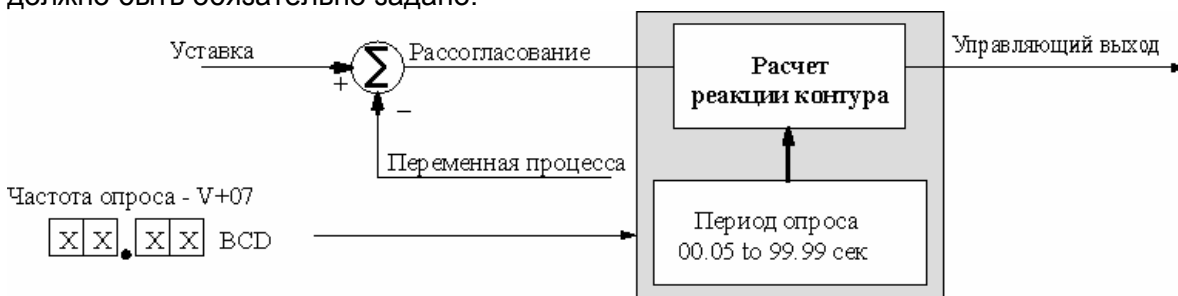 должно быть обязательно задано.
Уставка
+
Σ
−
Рассогласование
Расчет
реакции контура
Управляющий выход
Переменная процесса
Частота опроса - V+07
X X . X X BCD
Период опроса
00.05 to 99.99 сек